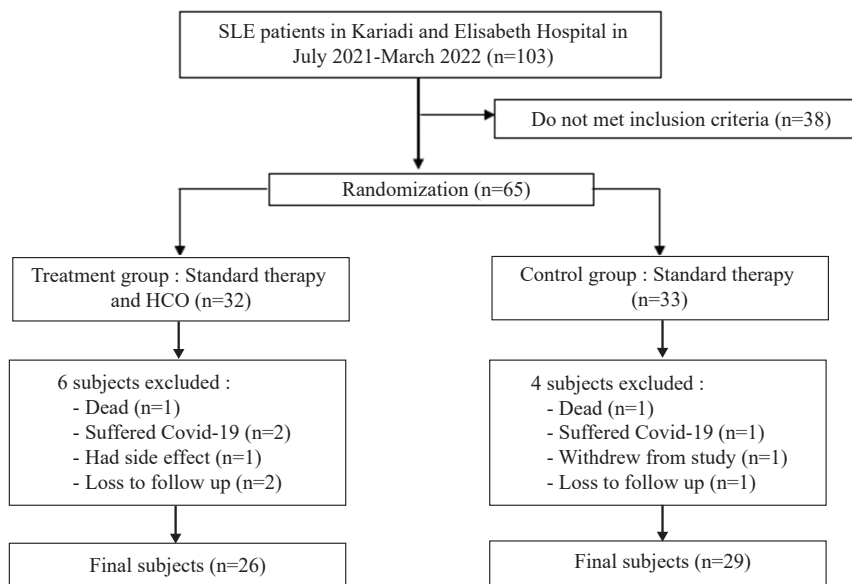 SLE patients in Kariadi and Elisabeth Hospital in
July 2021-March 2022 (n=103)
Do not met inclusion criteria (n=38)
Randomization (n=65)
Treatment group : Standard therapy
and HCO (n=32)
Control group : Standard therapy
(n=33)
6 subjects excluded :
- Dead (n=1)
- Suffered Covid-19 (n=2)
- Had side effect (n=1)
- Loss to follow up (n=2)
4 subjects excluded :
- Dead (n=1)
- Suffered Covid-19 (n=1)
- Withdrew from study (n=1)
- Loss to follow up (n=1)
Final subjects (n=26)
Final subjects (n=29)